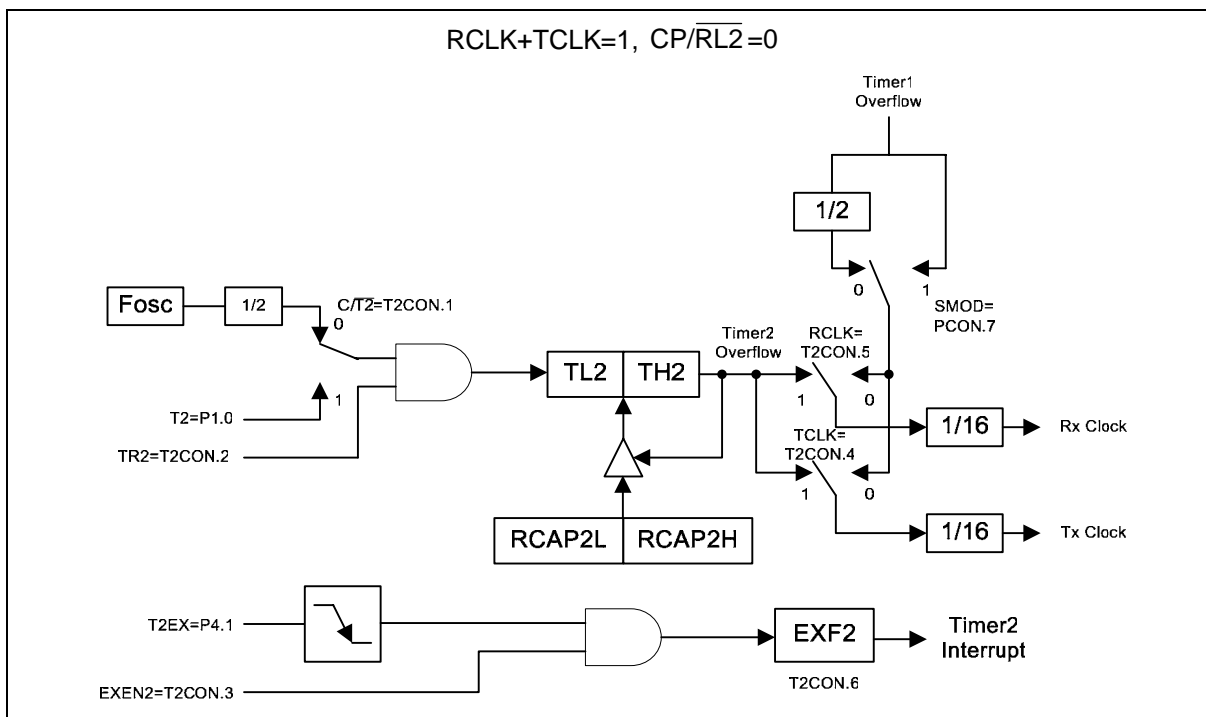 RCLK+TCLK=1, CP/RL2=0
Timer1
Overflow
1/2
0
1
SMOD=
PCON.7
Fosc
1/2
C/T2=T2CON.1
0
1
T2=P1.0
TR2=T2CON.2
TL2
TH2
Timer2
Overflow
RCLK=
T2CON.5
1
0
1/16
Rx Clock
TCLK=
T2CON.4
1
0
1/16
Tx Clock
RCAP2L
RCAP2H
T2EX=P4.1
EXEN2=T2CON.3
EXF2
T2CON.6
Timer2
Interrupt